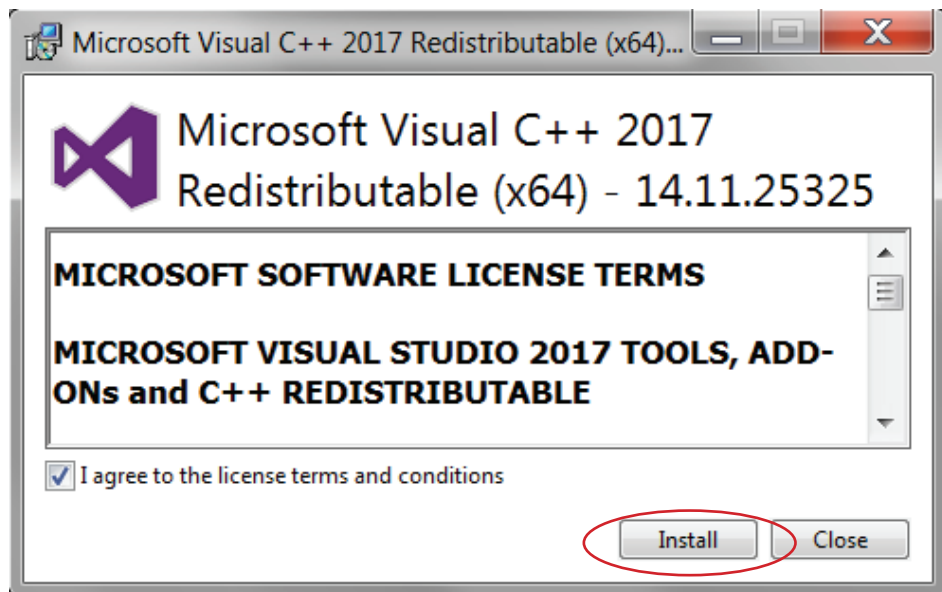 Microsoft Visual C++ 2017 Redistributable (x64)...
Microsoft Visual C++ 2017
Redistributable (x64) - 14.11.25325
MICROSOFT SOFTWARE LICENSE TERMS
MICROSOFT VISUAL STUDIO 2017 TOOLS, ADD-
ONs and C++ REDISTRIBUTABLE
I agree to the license terms and conditions
Install Close